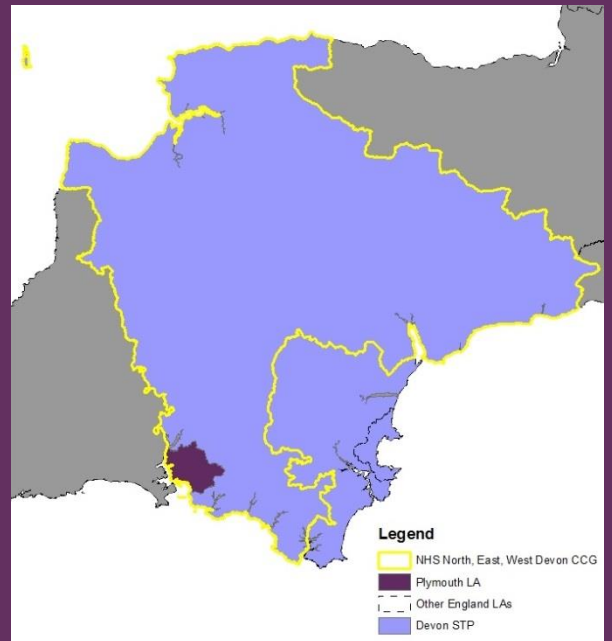 Legend
NHS North, East, West Devon CCG
Plymouth LA
Other England LAs
Devon STP